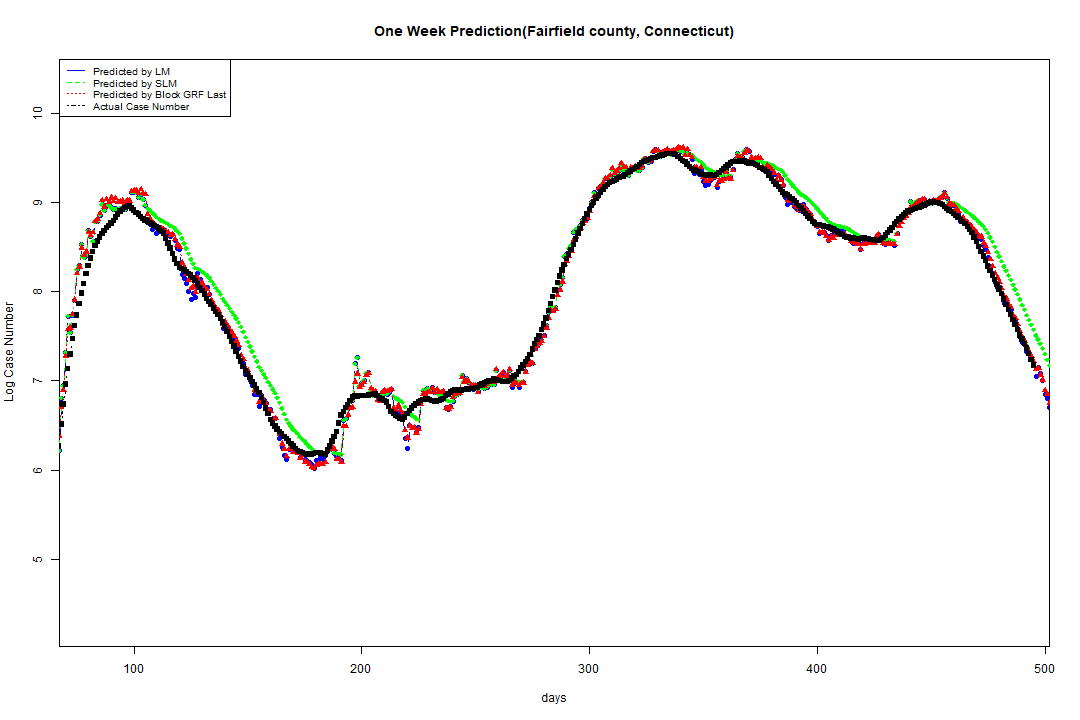 One Week Prediction(Fairfield county, Connecticut)
Predicted by LM
Predicted by SLM
Predicted by Block GRF Last
Actual Case Number
10
9
8
7
6
5
Log Case Number
100 200 300 400 500
days